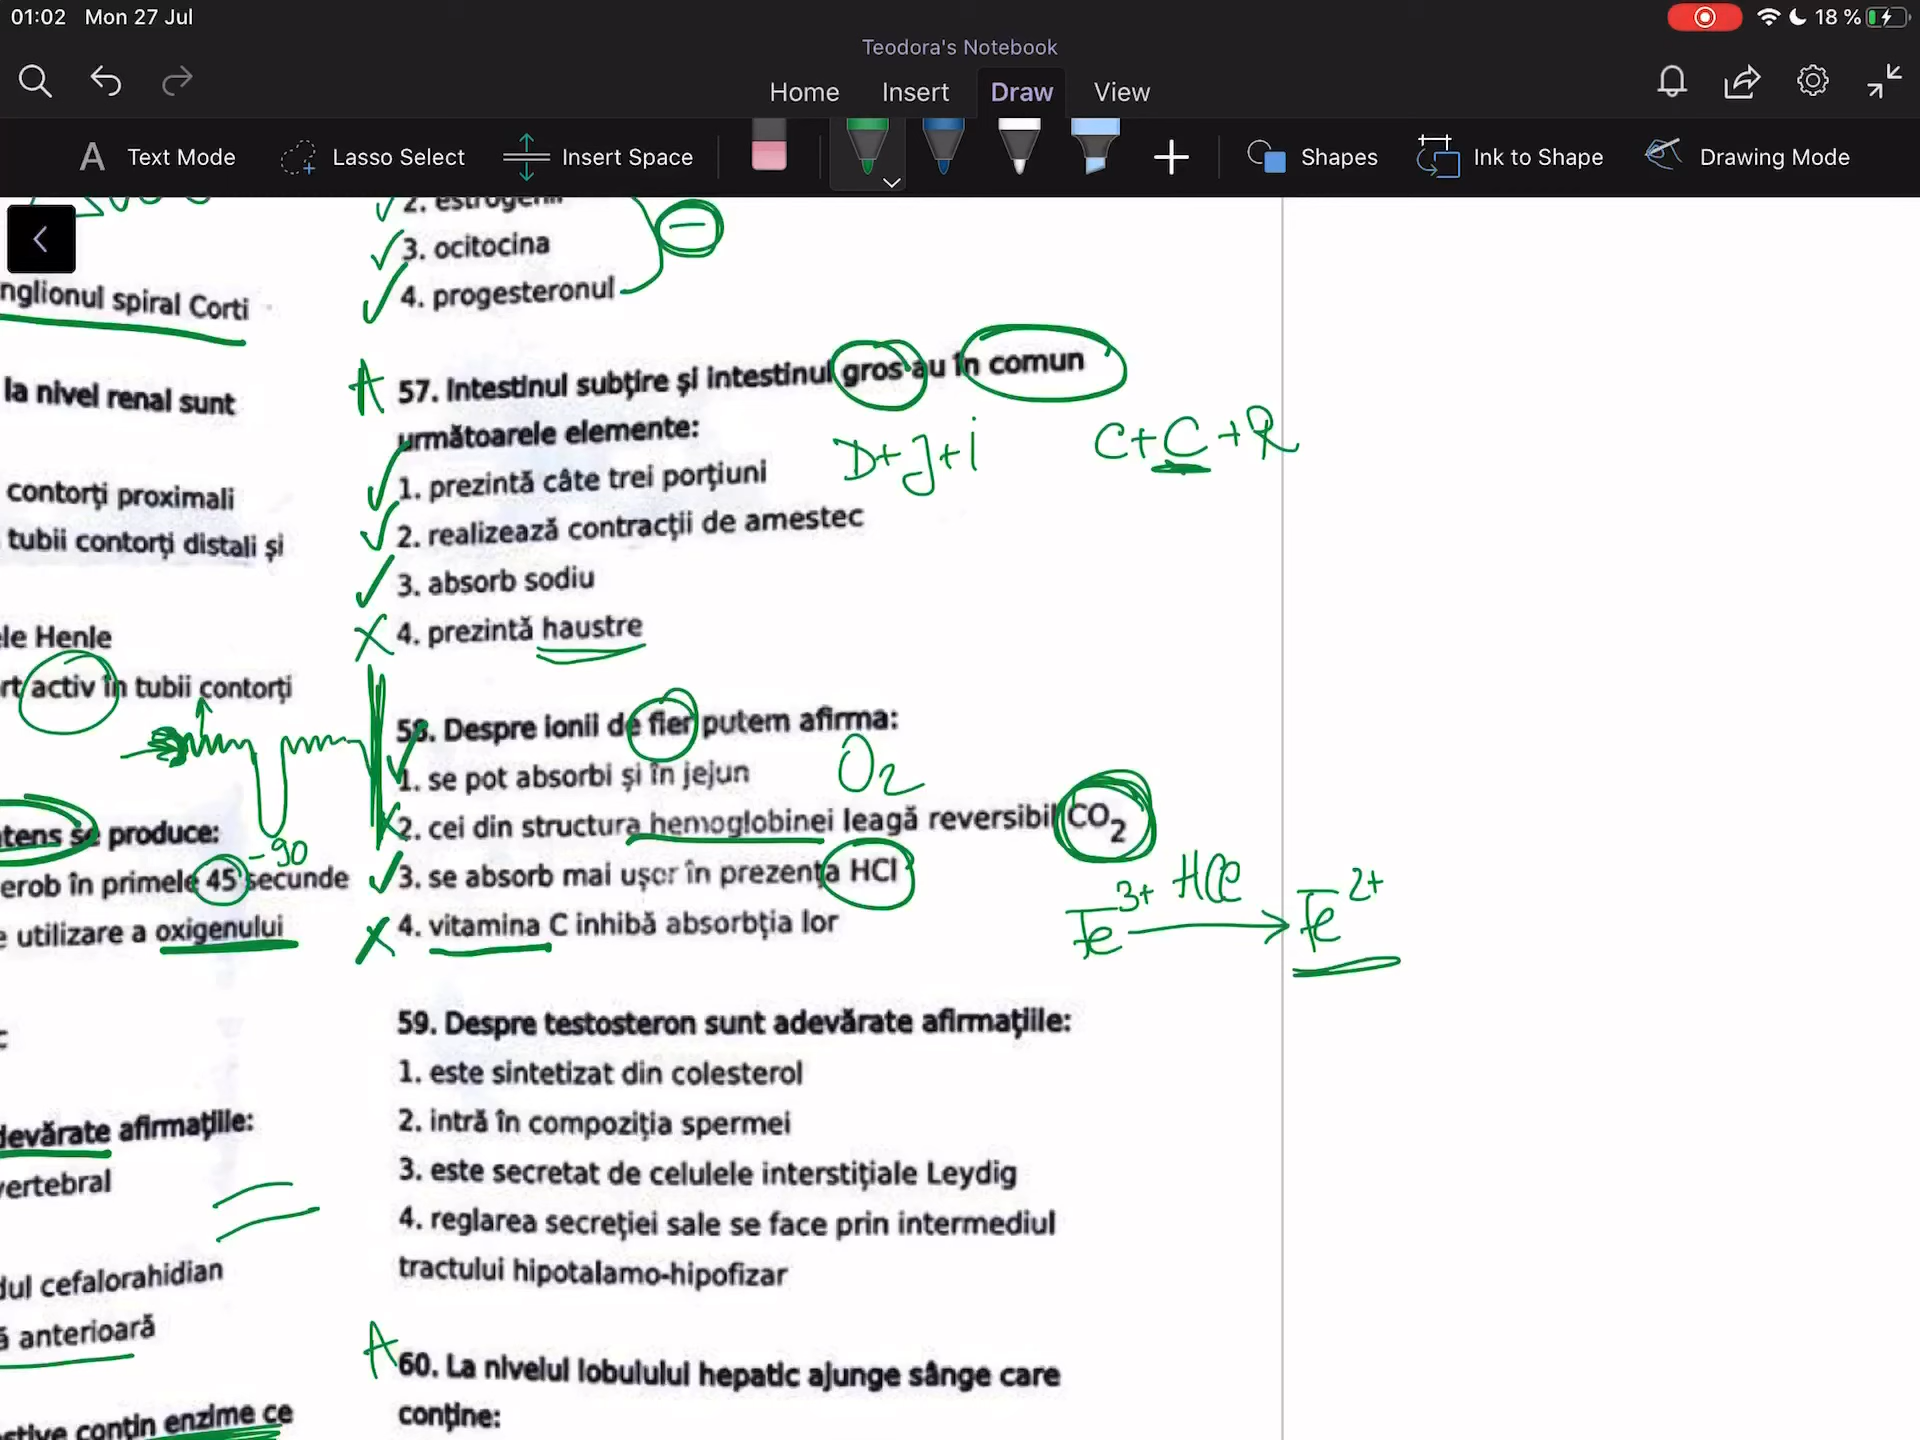 01:02 Mon 27 Jul
18 %
Teodora's Notebook
Home Insert Draw View
A Text Mode Lasso Select Insert Space Shapes Ink to Shape Drawing Mode
nglionul spiral Corti
la nivel renal sunt
contorți proximali
tubii contorți distali și
ele Henle
rt activ în tubii contorți
tens se produce:
-90
erob în primele 45 secunde
e utilizare a oxigenului
devărate afirmațiile:
vertebral
dul cefalorahidian
ă anterioară
stive conțin enzime ce
2. estrogenii
3. ocitocina
4. progesteronul
A 57. Intestinul subțire și intestinul gros au în comun
următoarele elemente:
D+J+i C+C+R
1. prezintă câte trei porțiuni
2. realizează contracții de amestec
3. absorb sodiu
4. prezintă haustre
58. Despre ionii de fier putem afirma:
1. se pot absorbi și în jejun O2
2. cei din structura hemoglobinei leagă reversibil CO2
3. se absorb mai ușor în prezența HCl
Fe3+ HCl Fe2+
4. vitamina C inhibă absorbția lor
59. Despre testosteron sunt adevărate afirmațiile:
1. este sintetizat din colesterol
2. intră în compoziția spermei
3. este secretat de celulele interstițiale Leydig
4. reglarea secreției sale se face prin intermediul
tractului hipotalamo-hipofizar
A 60. La nivelul lobulului hepatic ajunge sânge care
conține: